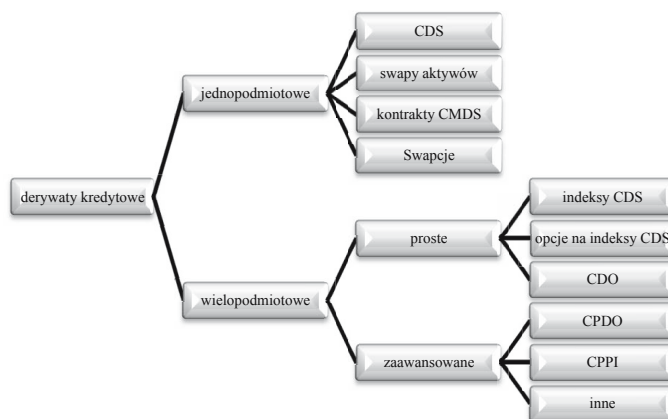 CDS
swapy aktywów
jednopodmiotowe
kontrakty CMDS
Swapcje
derywaty kredytowe
indeksy CDS
proste
opcje na indeksy CDS
CDO
wielopodmiotowe
CPDO
zaawansowane
CPPI
inne